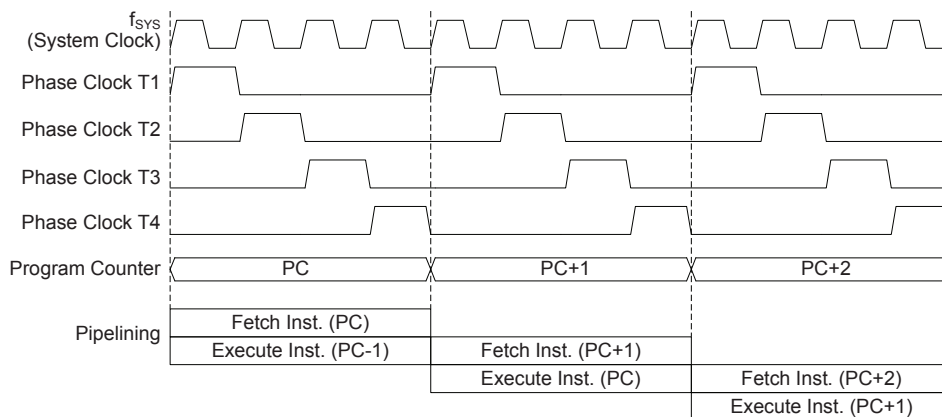 fSYS
(System Clock)
Phase Clock T1
Phase Clock T2
Phase Clock T3
Phase Clock T4
Program Counter
PC
PC+1
PC+2
Pipelining
Fetch Inst. (PC)
Execute Inst. (PC-1)
Fetch Inst. (PC+1)
Execute Inst. (PC)
Fetch Inst. (PC+2)
Execute Inst. (PC+1)